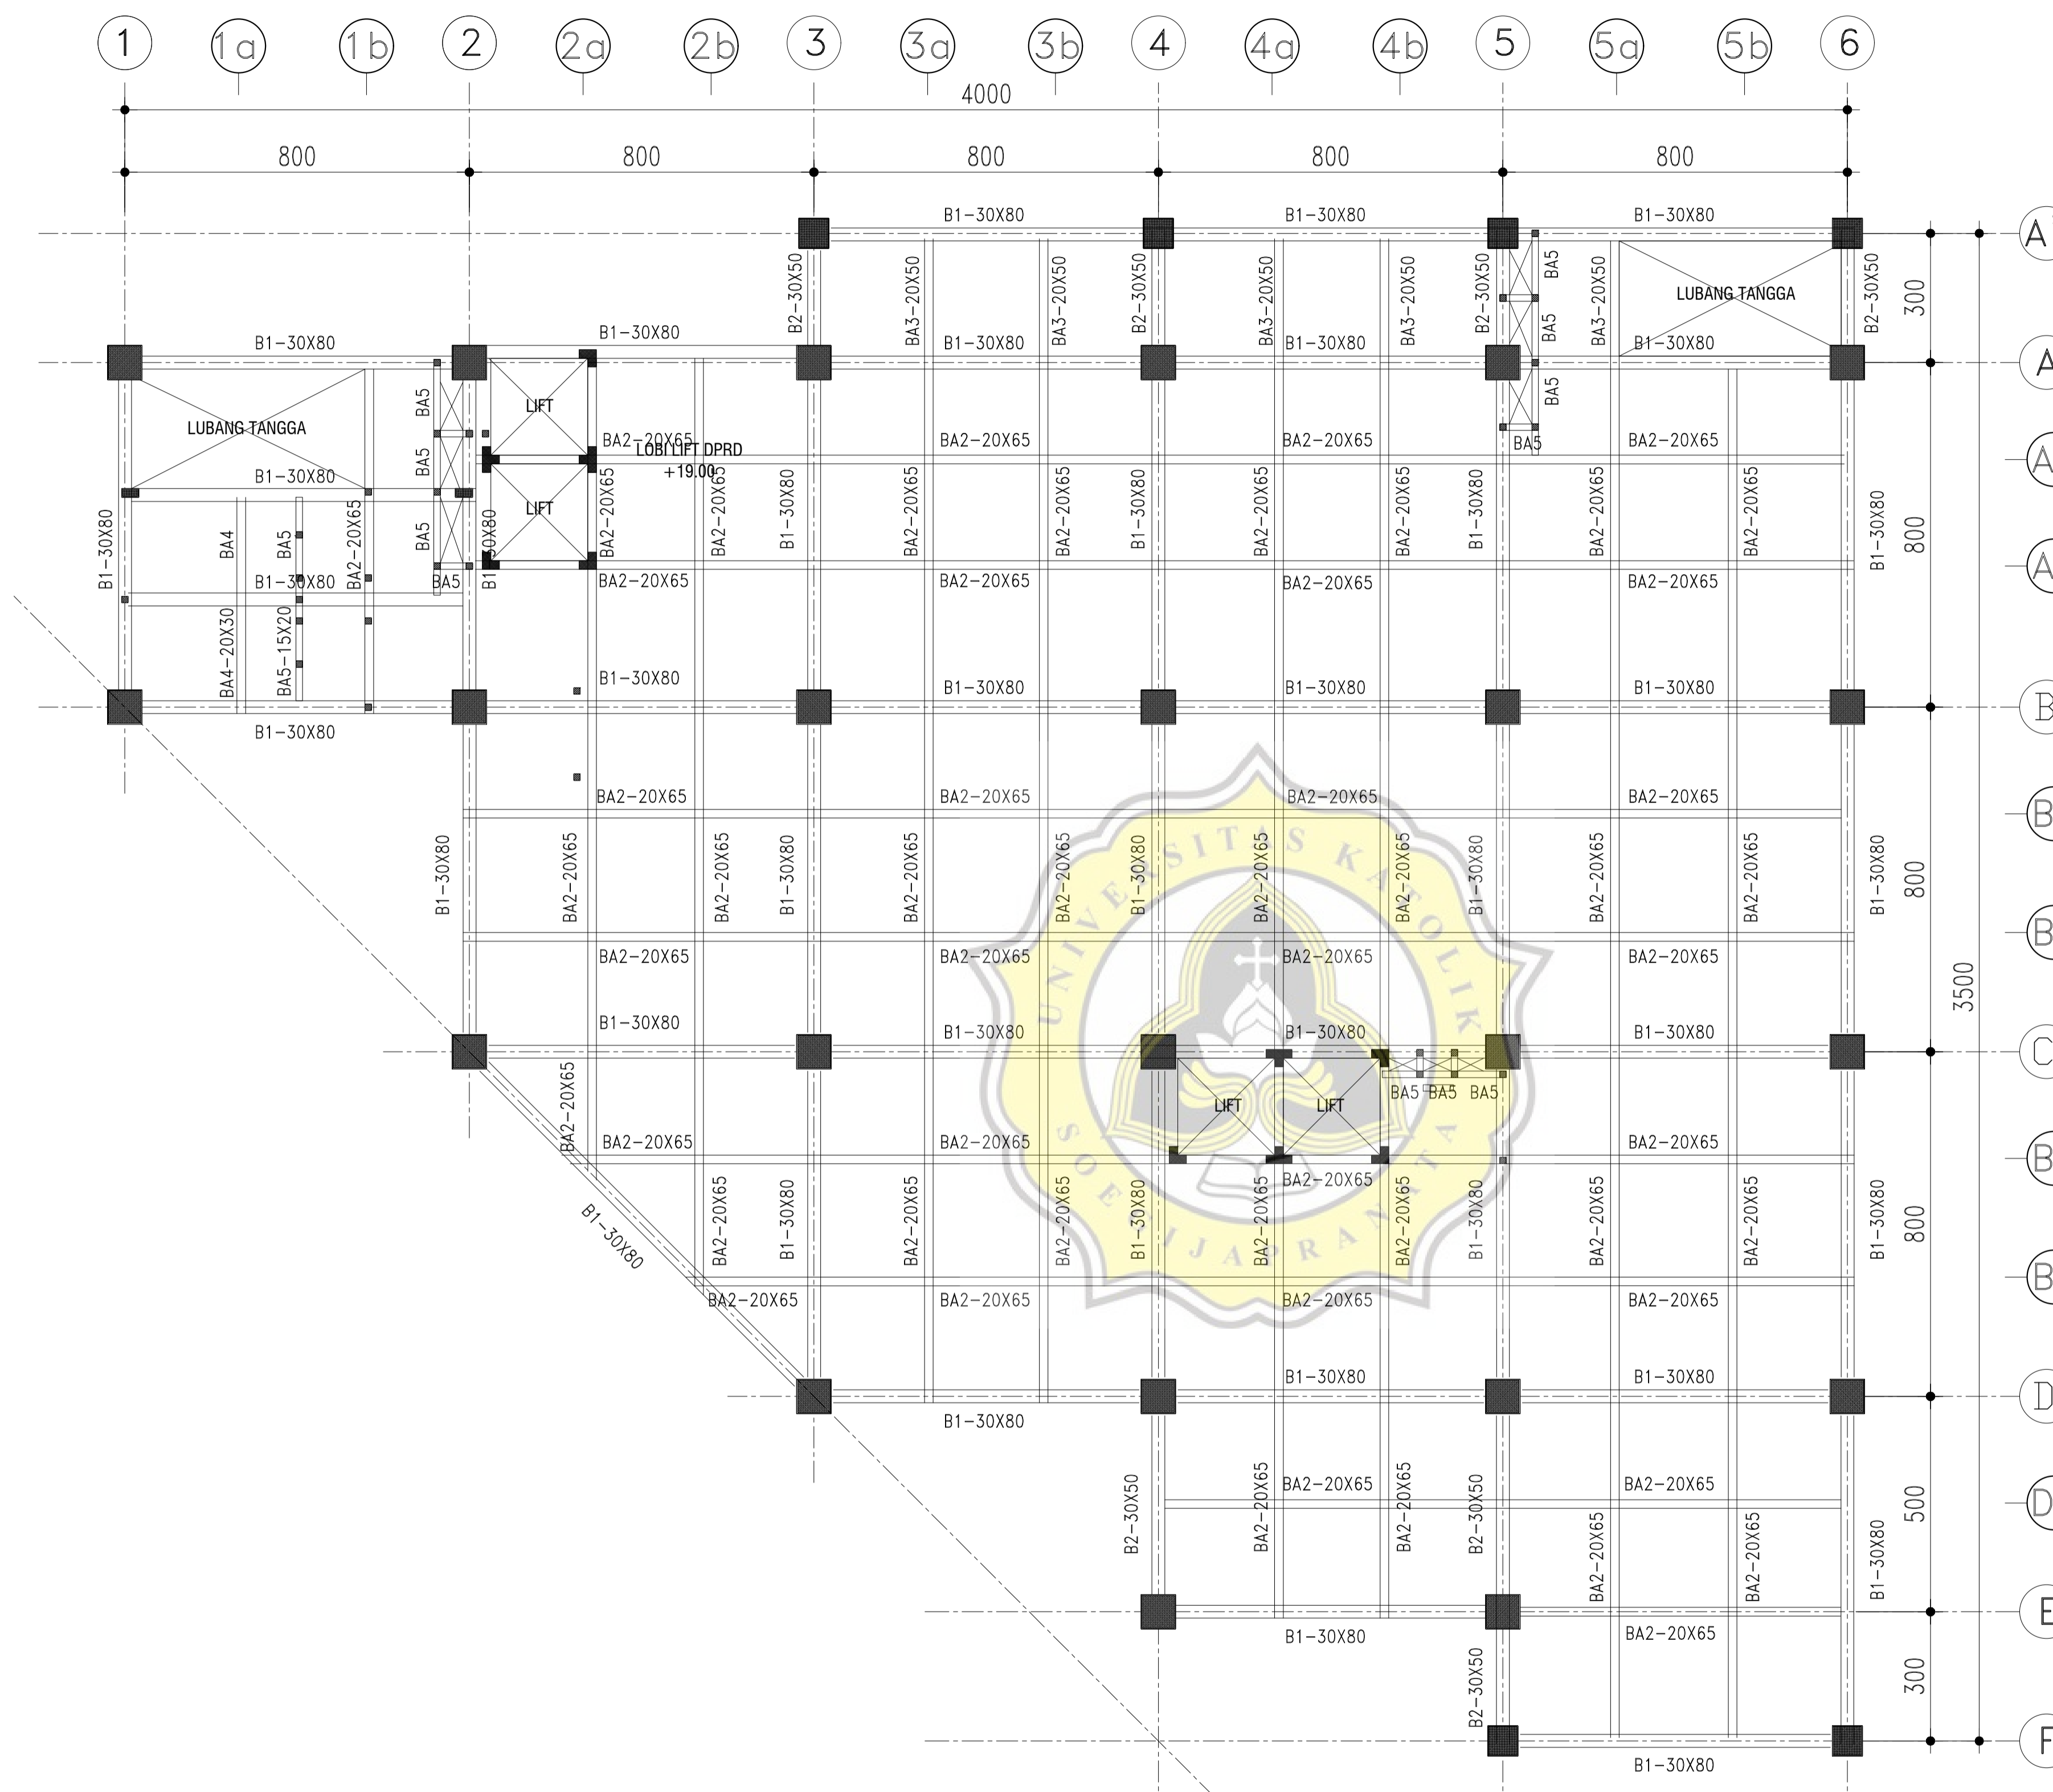 1 1a 1b 2 2a 2b 3 3a 3b 4 4a 4b 5 5a 5b 6
4000
800 800 800 800 800
B1-30X80 B1-30X80 B1-30X80
A
B2-30X50 BA3-20X50 BA3-20X50 B2-30X50 BA3-20X50 BA3-20X50 B2-30X50 BA5 BA3-20X50 LUBANG TANGGA B2-30X50 300
BA5
B1-30X80 B1-30X80 B1-30X80 B1-30X80 B1-30X80
A
LUBANG TANGGA BA5 LIFT BA5
BA2-20X65 BA2-20X65 BA2-20X65 BA5 BA2-20X65
LOBI LIFT DPRD
+19.00
A
BA5
B1-30X80
LIFT
B1-30X80 BA4 BA5 BA2-20X65 BA5 B1-30X80 BA2-20X65 BA2-20X65 B1-30X80 BA2-20X65 BA2-20X65 B1-30X80 BA2-20X65 BA2-20X65 B1-30X80 BA2-20X65 BA2-20X65 B1-30X80 800
A
B1-30X80 BA5 BA2-20X65 BA2-20X65 BA2-20X65 BA2-20X65
BA4-20X30 BA5-15X20
B1-30X80 B1-30X80 B1-30X80 B1-30X80
B
B1-30X80
BA2-20X65 BA2-20X65 BA2-20X65 BA2-20X65
B
B1-30X80 BA2-20X65 BA2-20X65 B1-30X80 BA2-20X65 BA2-20X65 B1-30X80 BA2-20X65 BA2-20X65 B1-30X80 BA2-20X65 BA2-20X65 B1-30X80 800
UNIVERSITAS KATOLIK
B
BA2-20X65 BA2-20X65 BA2-20X65 BA2-20X65
3500
B1-30X80 B1-30X80 B1-30X80 B1-30X80
C
BA2-20X65 LIFT LIFT BA5 BA5 BA5
BA2-20X65 BA2-20X65 BA2-20X65
B
BA2-20X65
SOEGIJAPRANATA
B1-30X80 BA2-20X65 B1-30X80 BA2-20X65 BA2-20X65 B1-30X80 BA2-20X65 BA2-20X65 B1-30X80 BA2-20X65 BA2-20X65 B1-30X80 800
B
BA2-20X65 BA2-20X65 BA2-20X65 BA2-20X65
B1-30X80 B1-30X80
D
B1-30X80
BA2-20X65 BA2-20X65
B2-30X50 BA2-20X65 BA2-20X65 B2-30X50 BA2-20X65 BA2-20X65 B1-30X80 500
D
E
B1-30X80 BA2-20X65
B2-30X50 300
F
B1-30X80